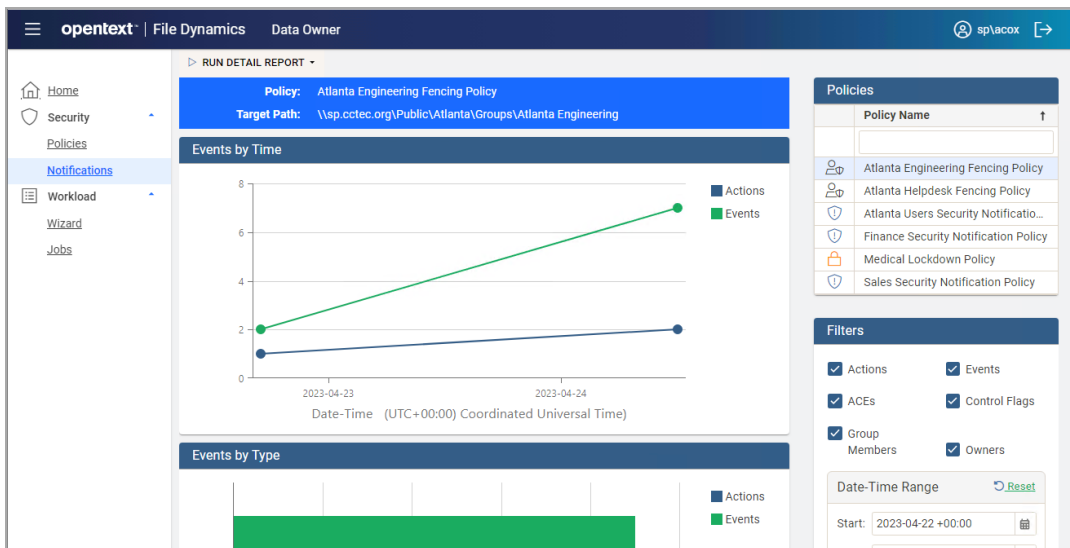 opentext™ | File Dynamics Data Owner sp\acox
RUN DETAIL REPORT
Home
Security
Policies
Notifications
Workload
Wizard
Jobs
Policy: Atlanta Engineering Fencing Policy
Target Path: \\sp.cctec.org\Public\Atlanta\Groups\Atlanta Engineering
Events by Time
8
6
4
2
0
2023-04-23 2023-04-24
Date-Time (UTC+00:00) Coordinated Universal Time)
Actions
Events
Events by Type
Actions
Events
Policies
Policy Name ↑
Atlanta Engineering Fencing Policy
Atlanta Helpdesk Fencing Policy
Atlanta Users Security Notificatio...
Finance Security Notification Policy
Medical Lockdown Policy
Sales Security Notification Policy
Filters
Actions Events
ACEs Control Flags
Group
Members Owners
Date-Time Range Reset
Start: 2023-04-22 +00:00